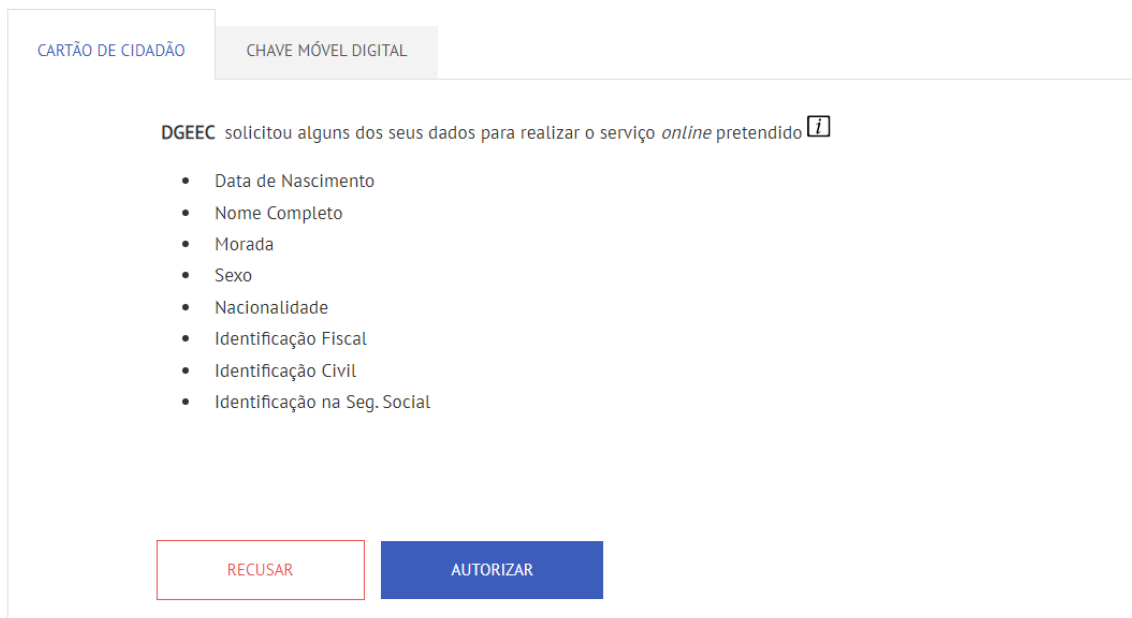 CARTÃO DE CIDADÃO
CHAVE MÓVEL DIGITAL
DGEEC solicitou alguns dos seus dados para realizar o serviço online pretendido i
• Data de Nascimento
• Nome Completo
• Morada
• Sexo
• Nacionalidade
• Identificação Fiscal
• Identificação Civil
• Identificação na Seg. Social
RECUSAR
AUTORIZAR